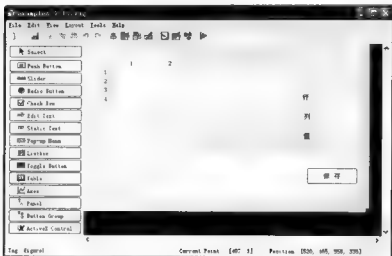 File Edit View Layout Tools Help
Select
Push Button
Slider
Radio Button
Check Box
Edit Text
Static Text
Pop-up Menu
Listbox
Toggle Button
Table
Axes
Panel
Button Group
ActiveX Control
1 2
1
2
3
4
行
列
值
保存
Tag: figure1
Current Point: [487 1]
Position: [520, 465, 558, 335]